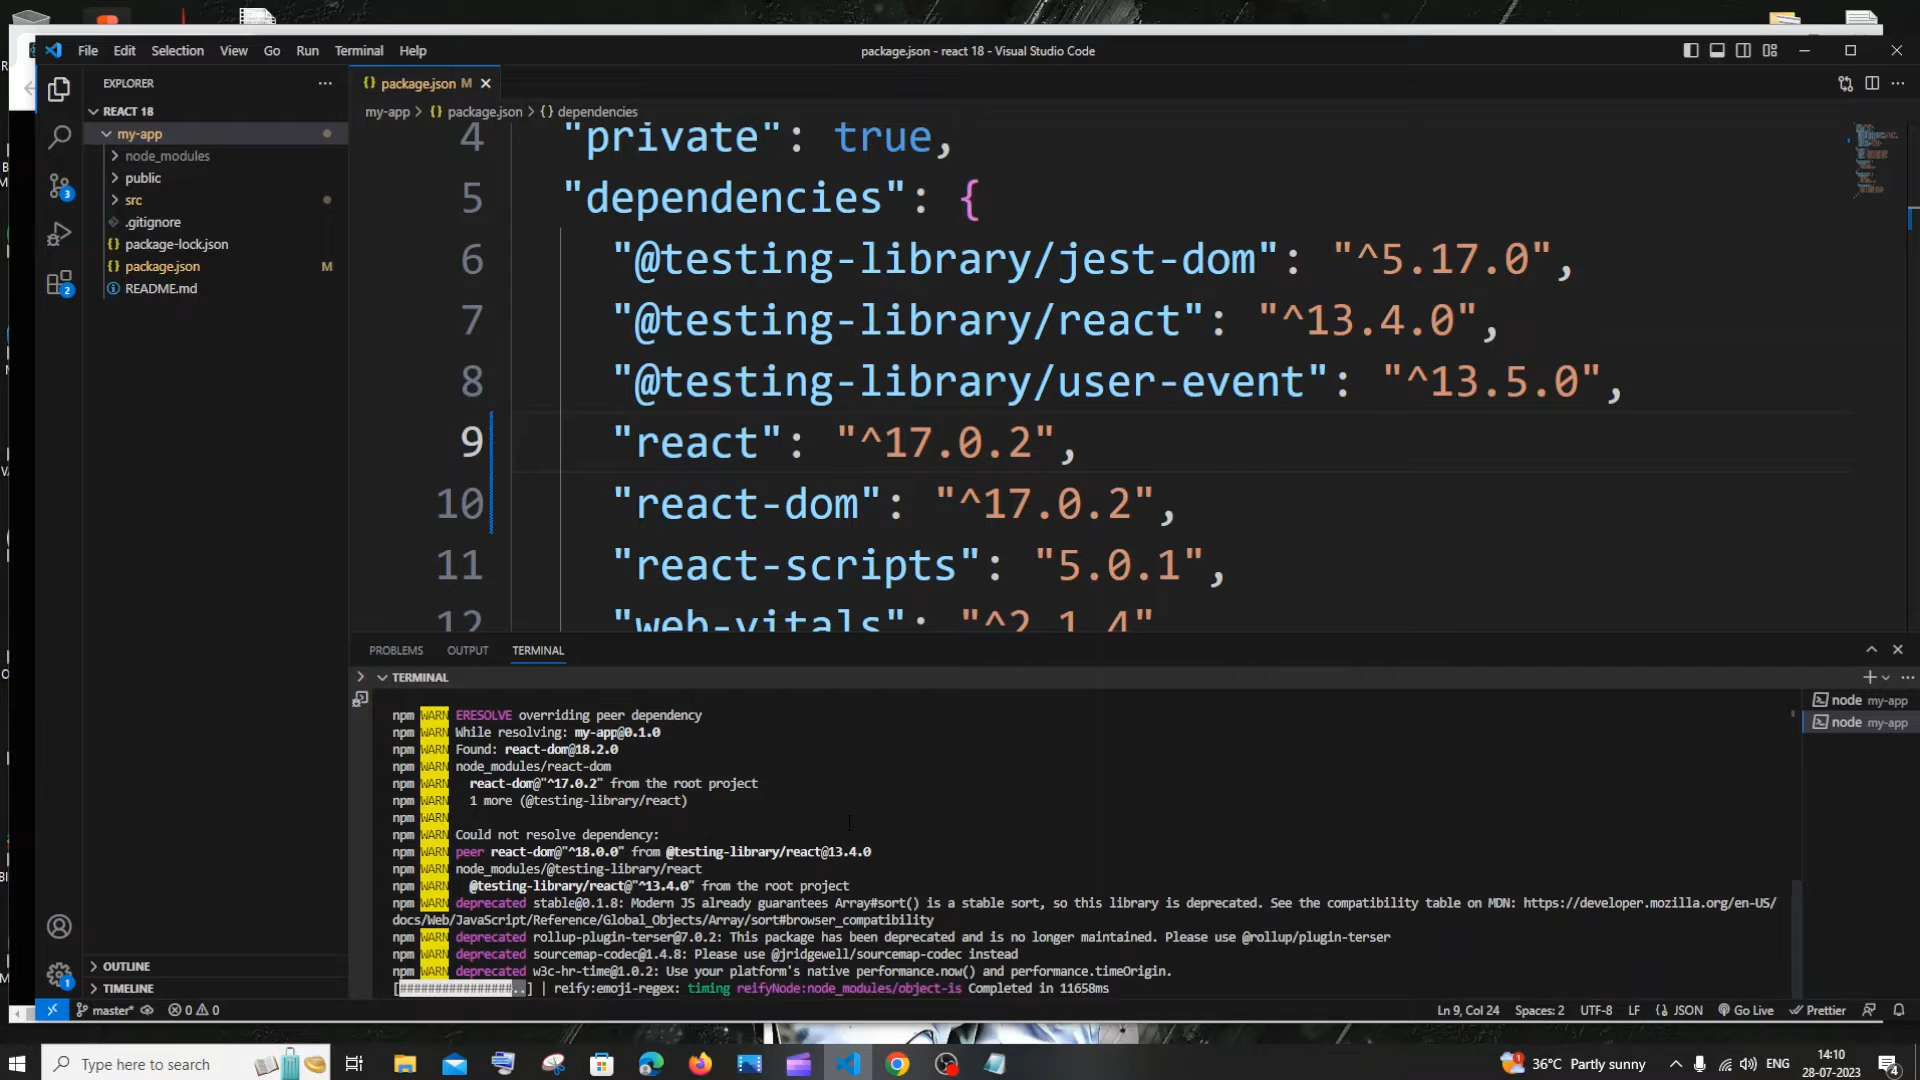 File Edit Selection View Go Run Terminal Help
package.json - react 18 - Visual Studio Code
EXPLORER
REACT 18
my-app
node_modules
public
src
.gitignore
package-lock.json
package.json M
README.md
OUTLINE
TIMELINE
3
2
1
package.json M
my-app > {} package.json > {} dependencies
4 "private": true,
5 "dependencies": {
6 "@testing-library/jest-dom": "^5.17.0",
7 "@testing-library/react": "^13.4.0",
8 "@testing-library/user-event": "^13.5.0",
9 "react": "^17.0.2",
10 "react-dom": "^17.0.2",
11 "react-scripts": "5.0.1",
12 "web-vitals": "^2.1.4"
PROBLEMS OUTPUT TERMINAL
TERMINAL
npm WARN ERESOLVE overriding peer dependency
npm WARN While resolving: my-app@0.1.0
npm WARN Found: react-dom@18.2.0
npm WARN node_modules/react-dom
npm WARN react-dom@"^17.0.2" from the root project
npm WARN 1 more (@testing-library/react)
npm WARN
npm WARN Could not resolve dependency:
npm WARN peer react-dom@"^18.0.0" from @testing-library/react@13.4.0
npm WARN node_modules/@testing-library/react
npm WARN @testing-library/react@"^13.4.0" from the root project
npm WARN deprecated stable@0.1.8: Modern JS already guarantees Array#sort() is a stable sort, so this library is deprecated. See the compatibility table on MDN: https://developer.mozilla.org/en-US/
docs/Web/JavaScript/Reference/Global_Objects/Array/sort#browser_compatibility
npm WARN deprecated rollup-plugin-terser@7.0.2: This package has been deprecated and is no longer maintained. Please use @rollup/plugin-terser
npm WARN deprecated sourcemap-codec@1.4.8: Please use @jridgewell/sourcemap-codec instead
npm WARN deprecated w3c-hr-time@1.0.2: Use your platform's native performance.now() and performance.timeOrigin.
[################..] | reify:emoji-regex: timing reifyNode:node_modules/object-is Completed in 11658ms
node my-app
node my-app
master* 0 0
Ln 9, Col 24 Spaces: 2 UTF-8 LF {} JSON Go Live Prettier
Type here to search
36°C Partly sunny
ENG
14:10
28-07-2023
4